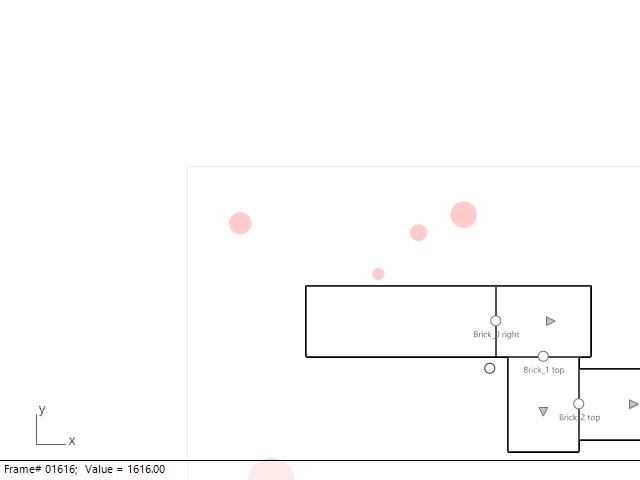 Brick_0 right
Brick_1 top
Brick_2 top
y
x
Frame# 01616;  Value = 1616.00